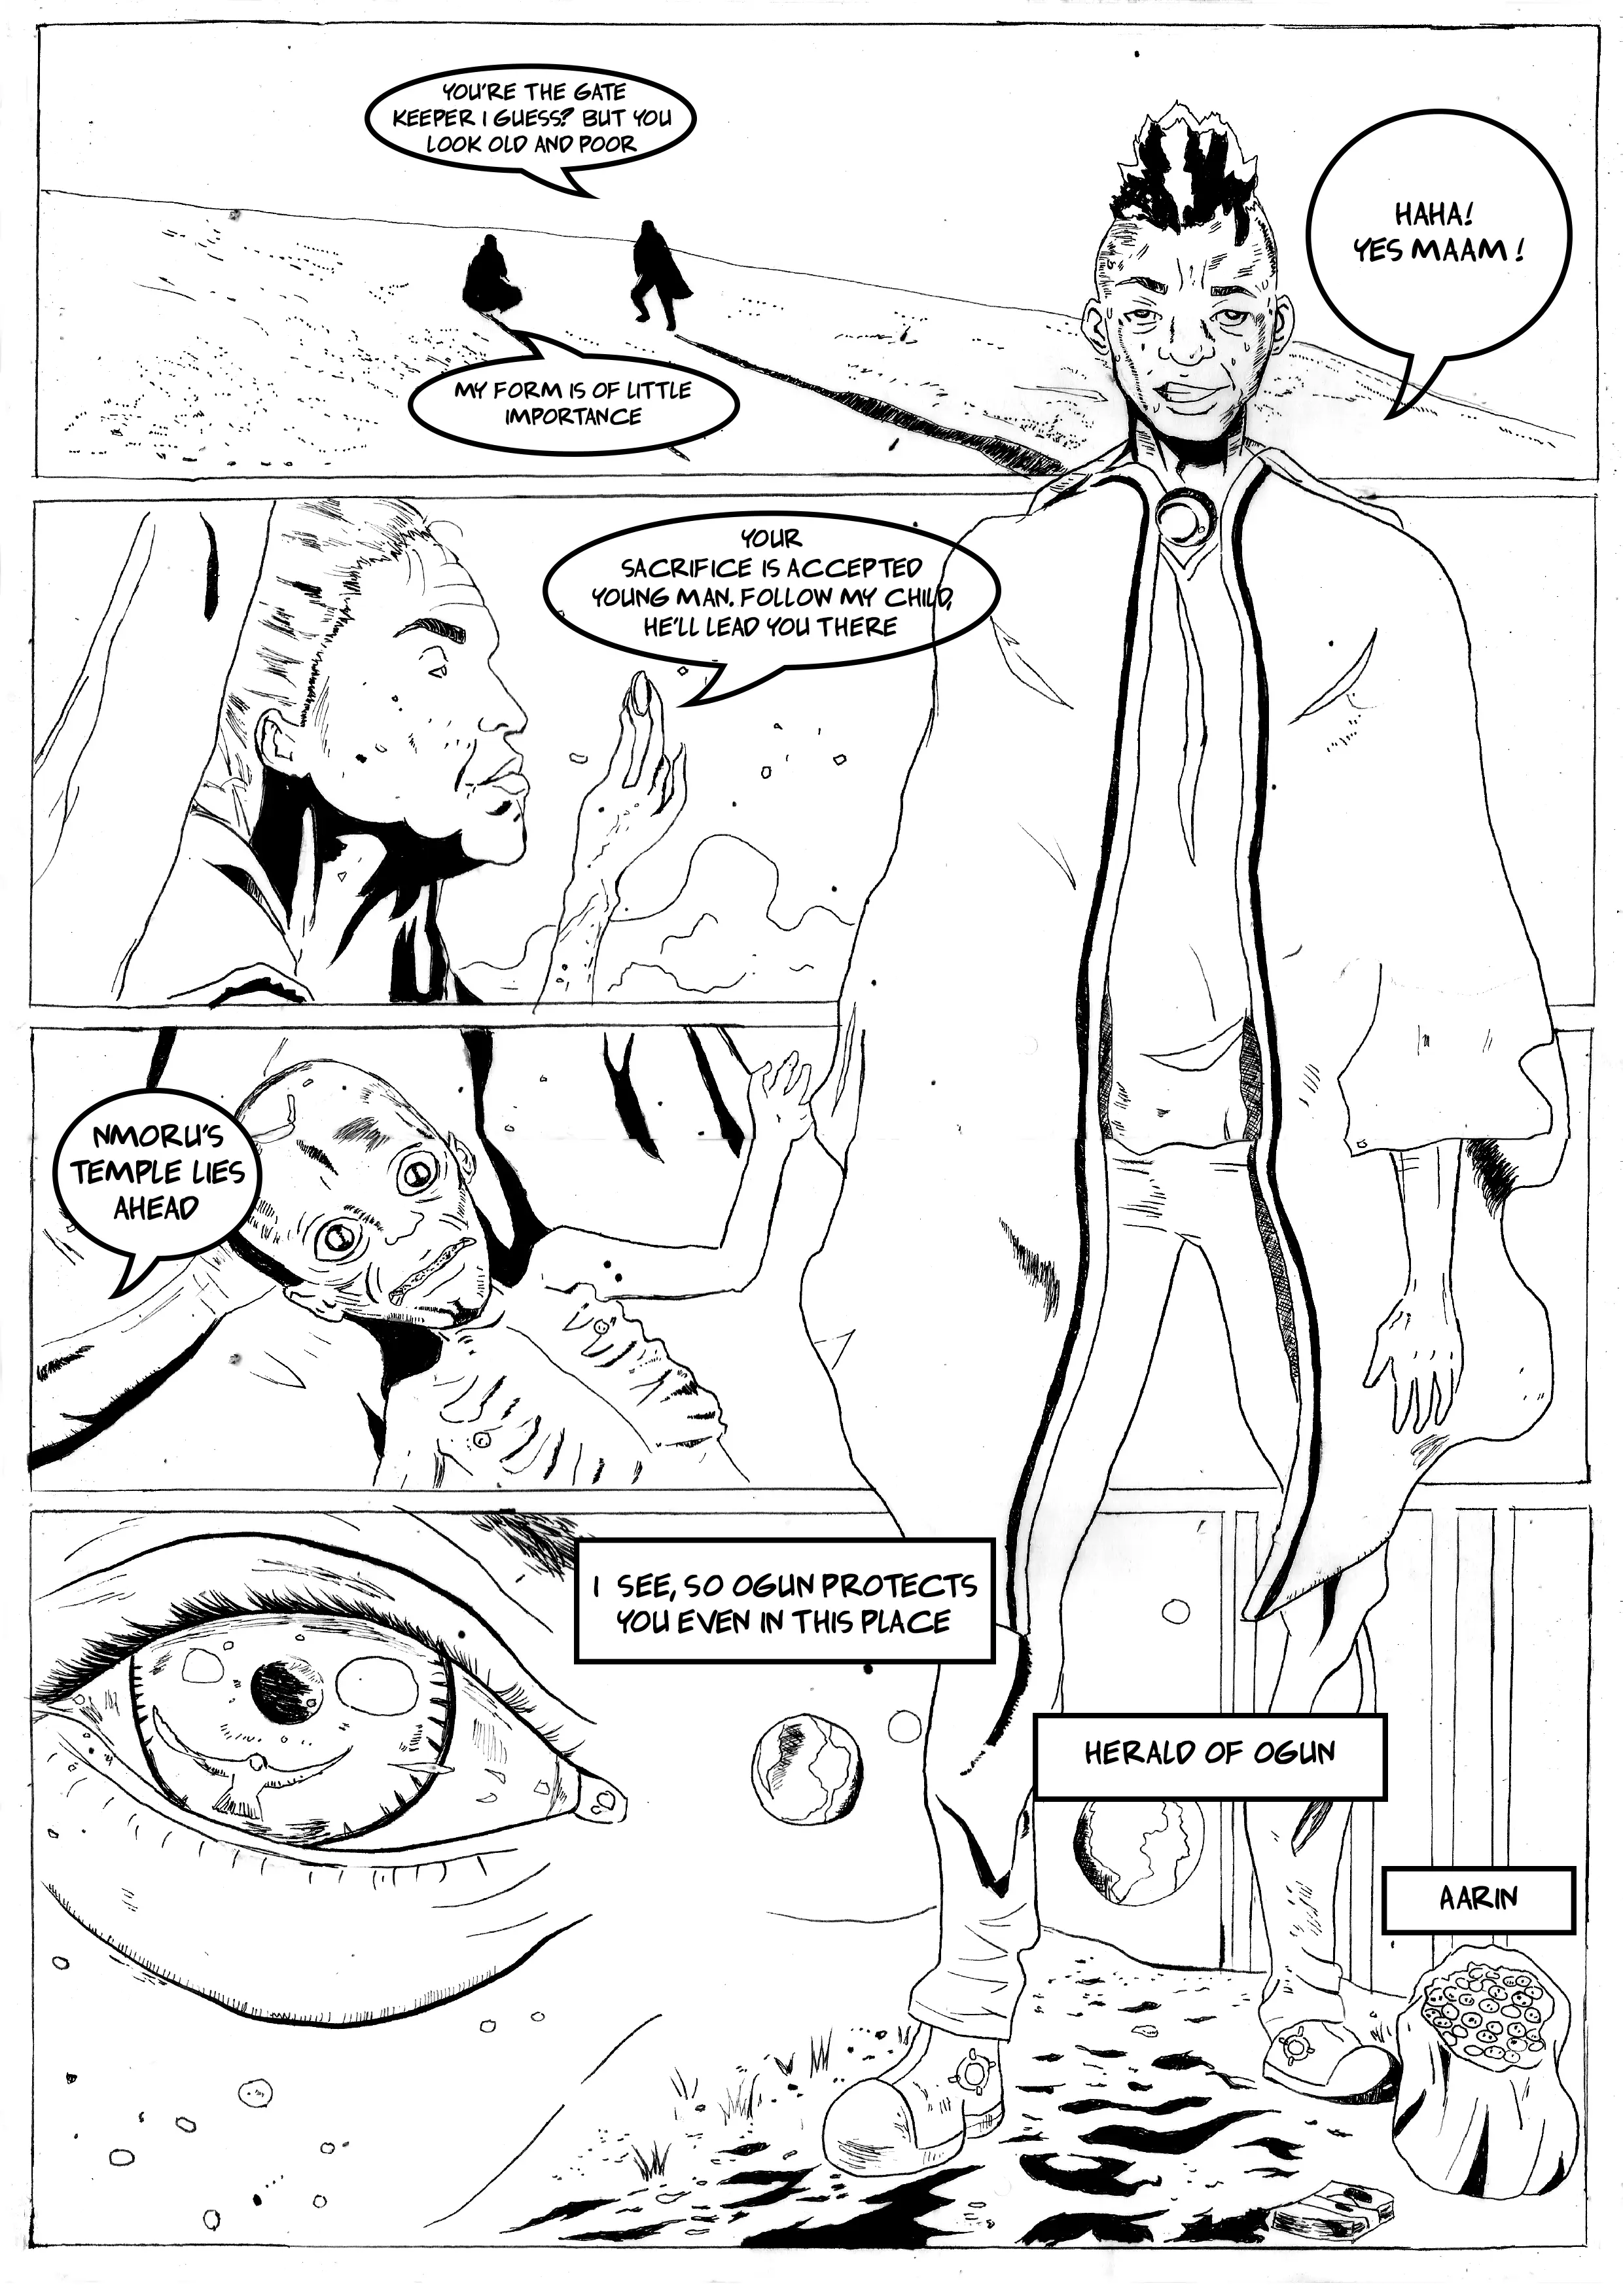 YOU'RE THE GATE
KEEPER I GUESS? BUT YOU
LOOK OLD AND POOR
HAHA!
YES MAAM!
MY FORM IS OF LITTLE
IMPORTANCE
YOUR
SACRIFICE IS ACCEPTED
YOUNG MAN. FOLLOW MY CHILD,
HE'LL LEAD YOU THERE
NMORU'S
TEMPLE LIES
AHEAD
I SEE, SO OGUN PROTECTS
YOU EVEN IN THIS PLACE
HERALD OF OGUN
AARIN